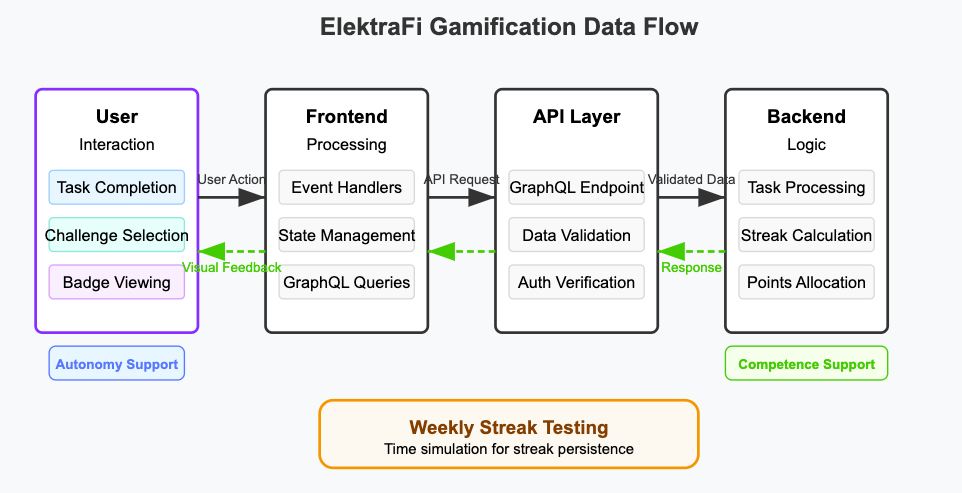 ElektraFi Gamification Data Flow
User
Interaction
Task Completion
Challenge Selection
Badge Viewing
User Action
Visual Feedback
Frontend
Processing
Event Handlers
State Management
GraphQL Queries
API Request
API Layer
GraphQL Endpoint
Data Validation
Auth Verification
Validated Data
Response
Backend
Logic
Task Processing
Streak Calculation
Points Allocation
Autonomy Support
Competence Support
Weekly Streak Testing
Time simulation for streak persistence